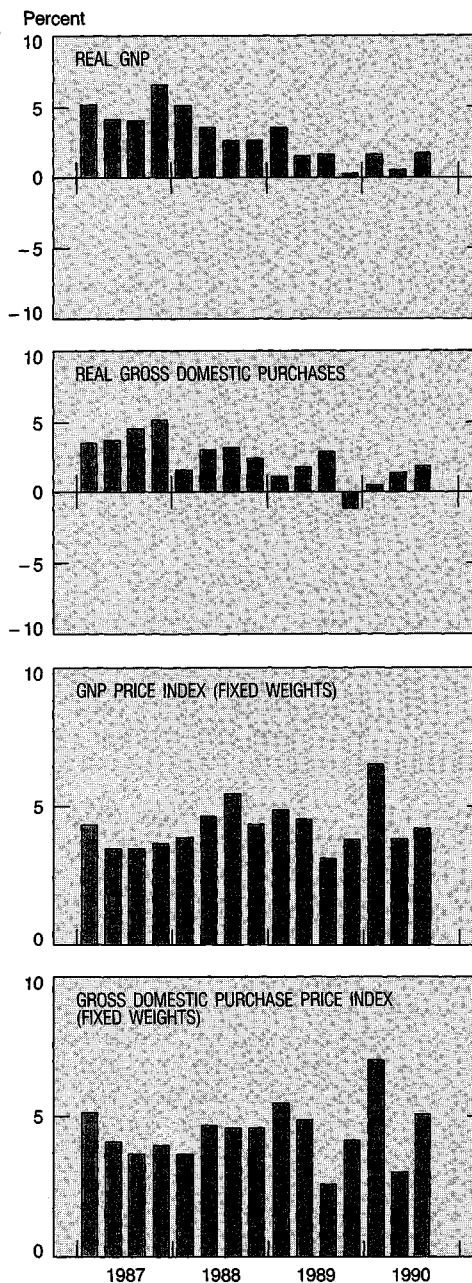 Percent
10
REAL GNP
5
0
-5
-10
10
REAL GROSS DOMESTIC PURCHASES
5
0
-5
-10
10
GNP PRICE INDEX (FIXED WEIGHTS)
5
0
10
GROSS DOMESTIC PURCHASE PRICE INDEX
(FIXED WEIGHTS)
5
0
1987 1988 1989 1990